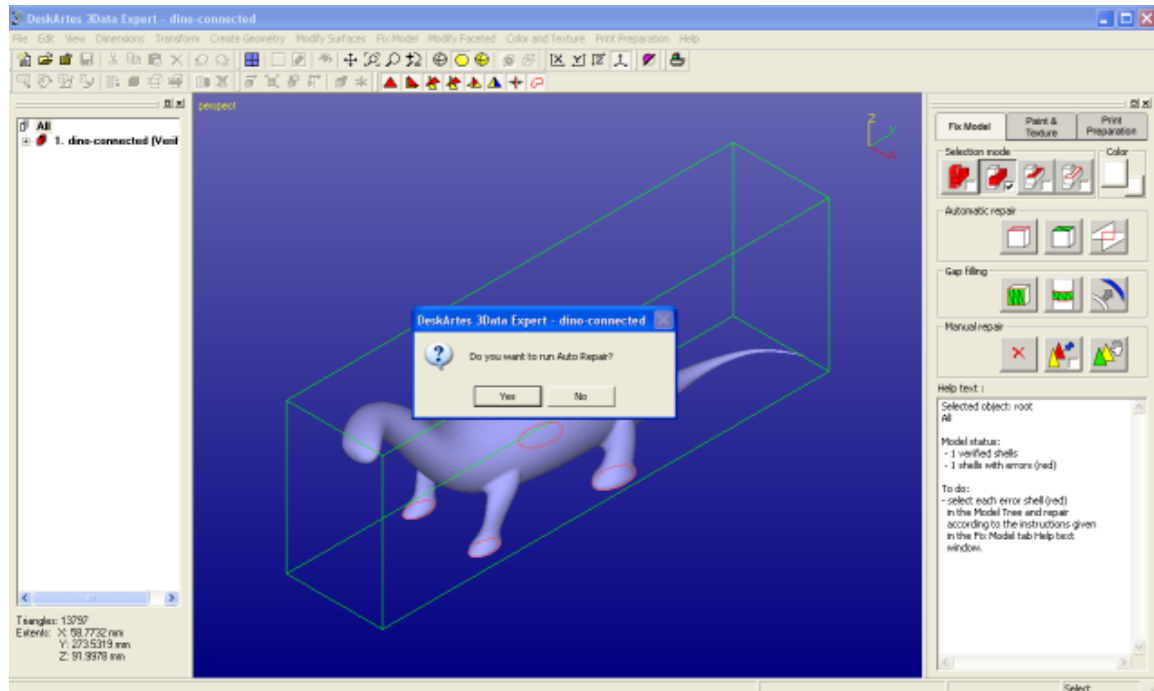 DeskArtes 3Data Expert - dino-connected
File Edit View Dimensions Transform Create Geometry Modify Surfaces Fix Model Modify Faceted Color and Texture Print Preparation Help
All
1. dino-connected (Verif
perspect
Z
Y
X
DeskArtes 3Data Expert - dino-connected
Do you want to run Auto Repair?
Yes No
Fix Model
Paint & Texture
Print Preparation
Selection mode
Color
Automatic repair
Gap filling
Manual repair
Help text :
Selected object: root
All
Model status:
- 1 verified shells
- 1 shells with errors (red)
To do:
- select each error shell (red)
in the Model Tree and repair
according to the instructions given
in the Fix Model tab Help text
window.
Triangles: 13797
Extents: X: 58.7732 mm
Y: 273.5319 mm
Z: 91.9978 mm
Select